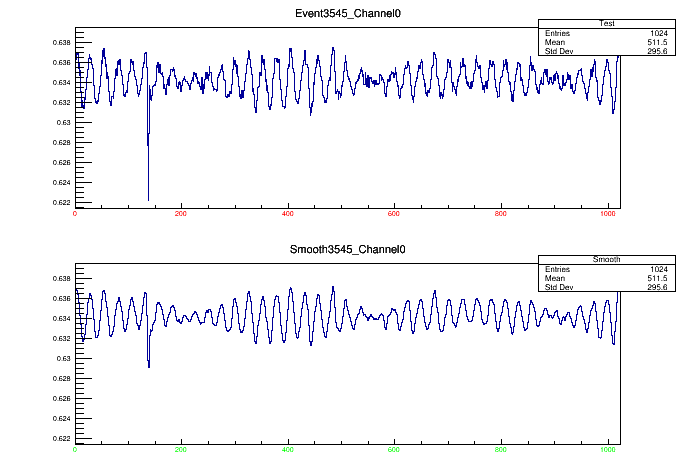 Event3545_Channel0
Test
Entries 1024
Mean 511.5
Std Dev 295.6
0.638
0.636
0.634
0.632
0.63
0.628
0.626
0.624
0.622
0 200 400 600 800 1000
Smooth3545_Channel0
Smooth
Entries 1024
Mean 511.5
Std Dev 295.6
0.638
0.636
0.634
0.632
0.63
0.628
0.626
0.624
0.622
0 200 400 600 800 1000